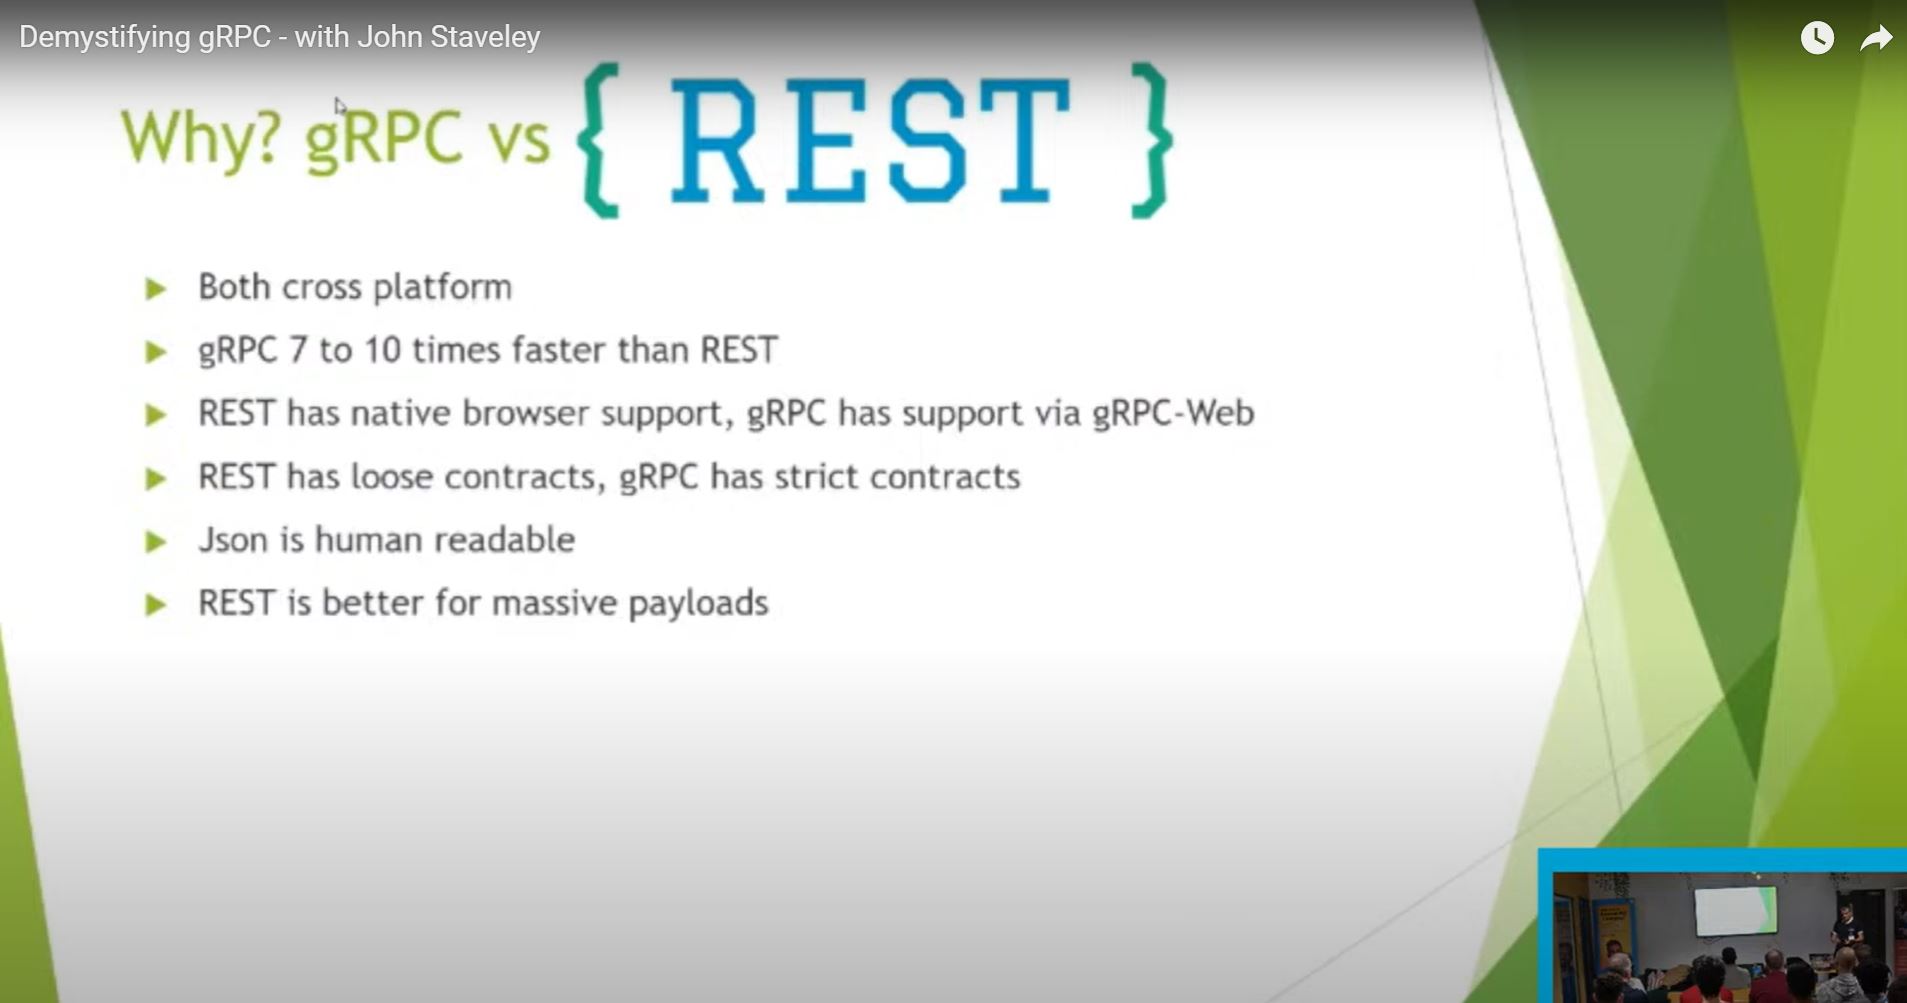 Demystifying gRPC - with John Staveley
Why? gRPC vs { REST }
Both cross platform
gRPC 7 to 10 times faster than REST
REST has native browser support, gRPC has support via gRPC-Web
REST has loose contracts, gRPC has strict contracts
Json is human readable
REST is better for massive payloads